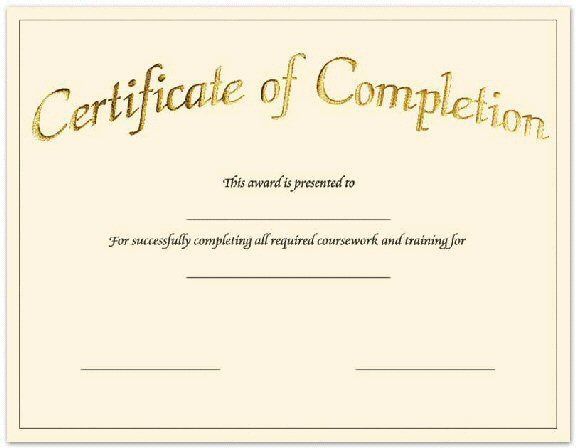 Certificate of Completion
This award is presented to
For successfully completing all required coursework and training for